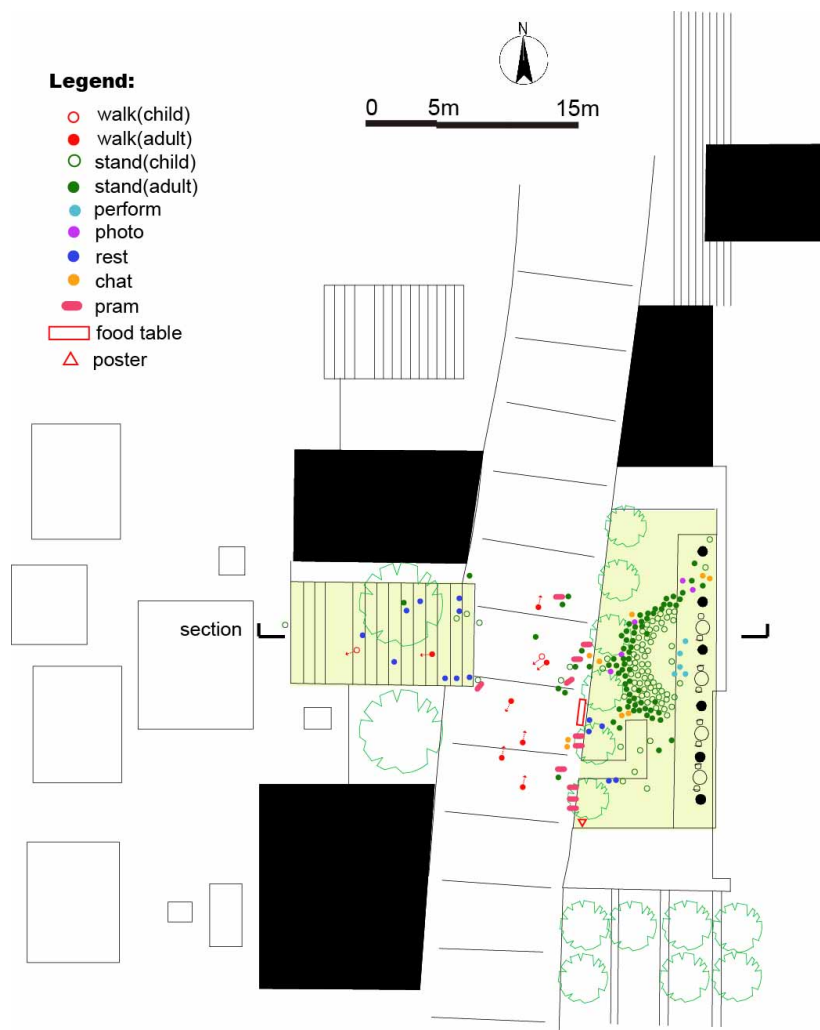 N
Legend:
0 5m 15m
walk(child)
walk(adult)
stand(child)
stand(adult)
perform
photo
rest
chat
pram
food table
poster
section